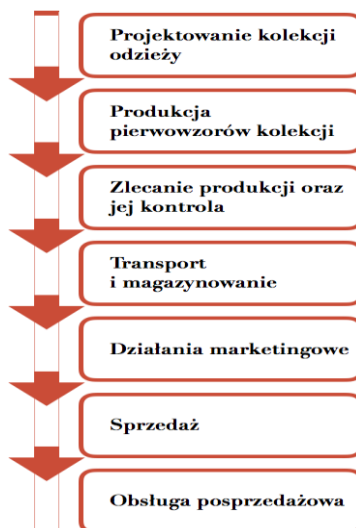 Projektowanie kolekcji
odzieży
Produkcja
pierwowzorów kolekcji
Zlecanie produkcji oraz
jej kontrola
Transport
i magazynowanie
Działania marketingowe
Sprzedaż
Obsługa posprzedażowa